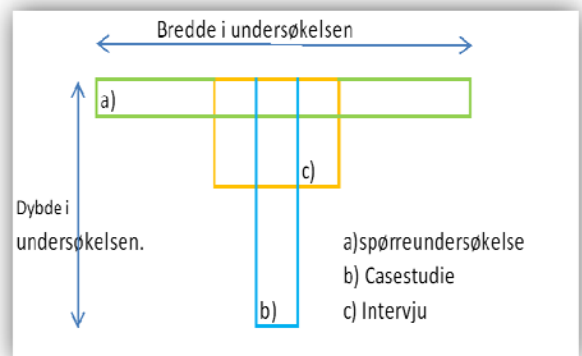 Bredde i undersøkelsen
a)
c)
Dybde i
undersøkelsen.
a)spørreundersøkelse
b) Casestudie
b)
c) Intervju